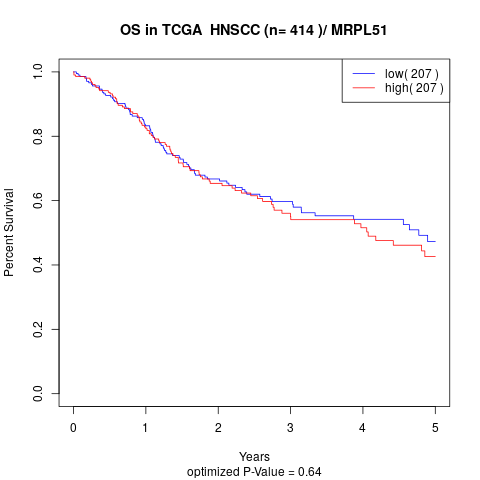 OS in TCGA  HNSCC (n= 414 )/ MRPL51
low( 207 )
high( 207 )
Percent Survival
1.0
0.8
0.6
0.4
0.2
0.0
0 1 2 3 4 5
Years
optimized P-Value = 0.64